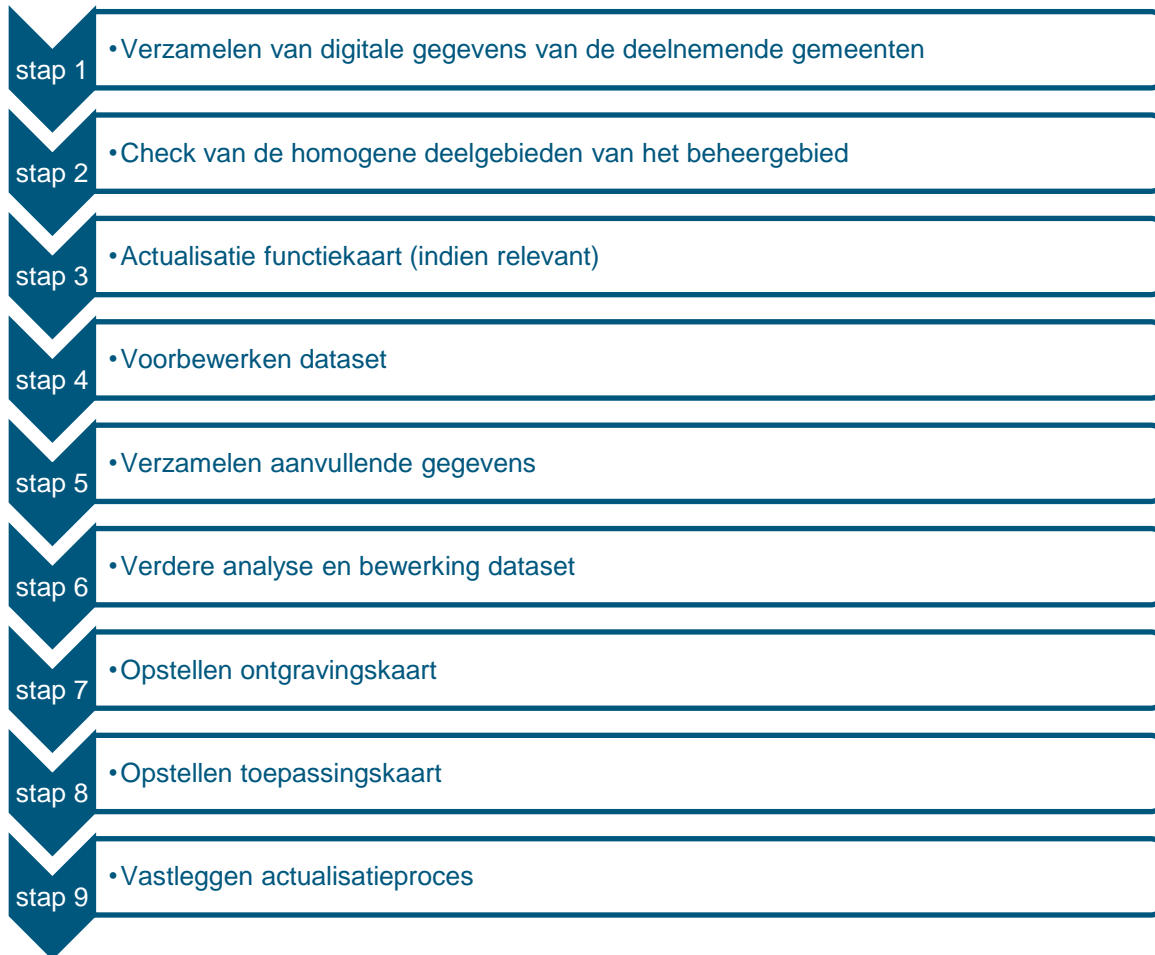 stap 1
•Verzamelen van digitale gegevens van de deelnemende gemeenten
stap 2
•Check van de homogene deelgebieden van het beheergebied
stap 3
•Actualisatie functiekaart (indien relevant)
stap 4
•Voorbewerken dataset
stap 5
•Verzamelen aanvullende gegevens
stap 6
•Verdere analyse en bewerking dataset
stap 7
•Opstellen ontgravingskaart
stap 8
•Opstellen toepassingskaart
stap 9
•Vastleggen actualisatieproces